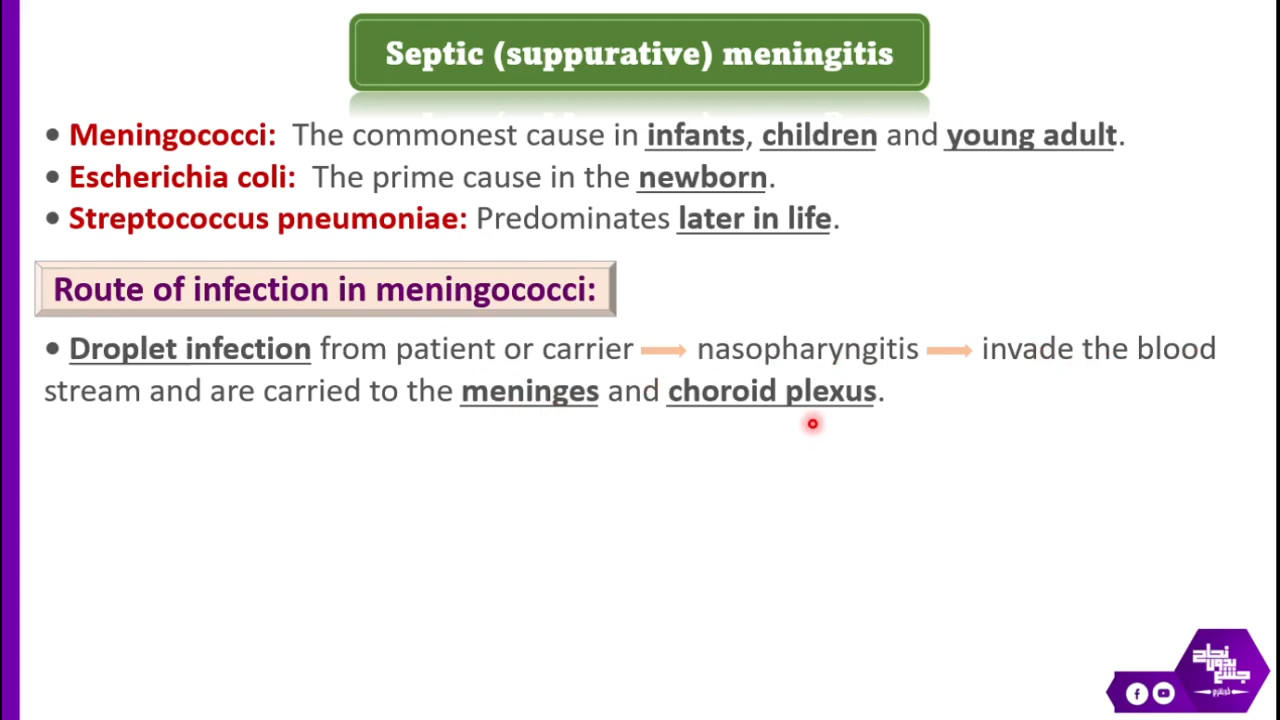 Septic (suppurative) meningitis
• Meningococci: The commonest cause in infants, children and young adult.
• Escherichia coli: The prime cause in the newborn.
• Streptococcus pneumoniae: Predominates later in life.
Route of infection in meningococci:
• Droplet infection from patient or carrier → nasopharyngitis → invade the blood
stream and are carried to the meninges and choroid plexus.
نجاح
بدون